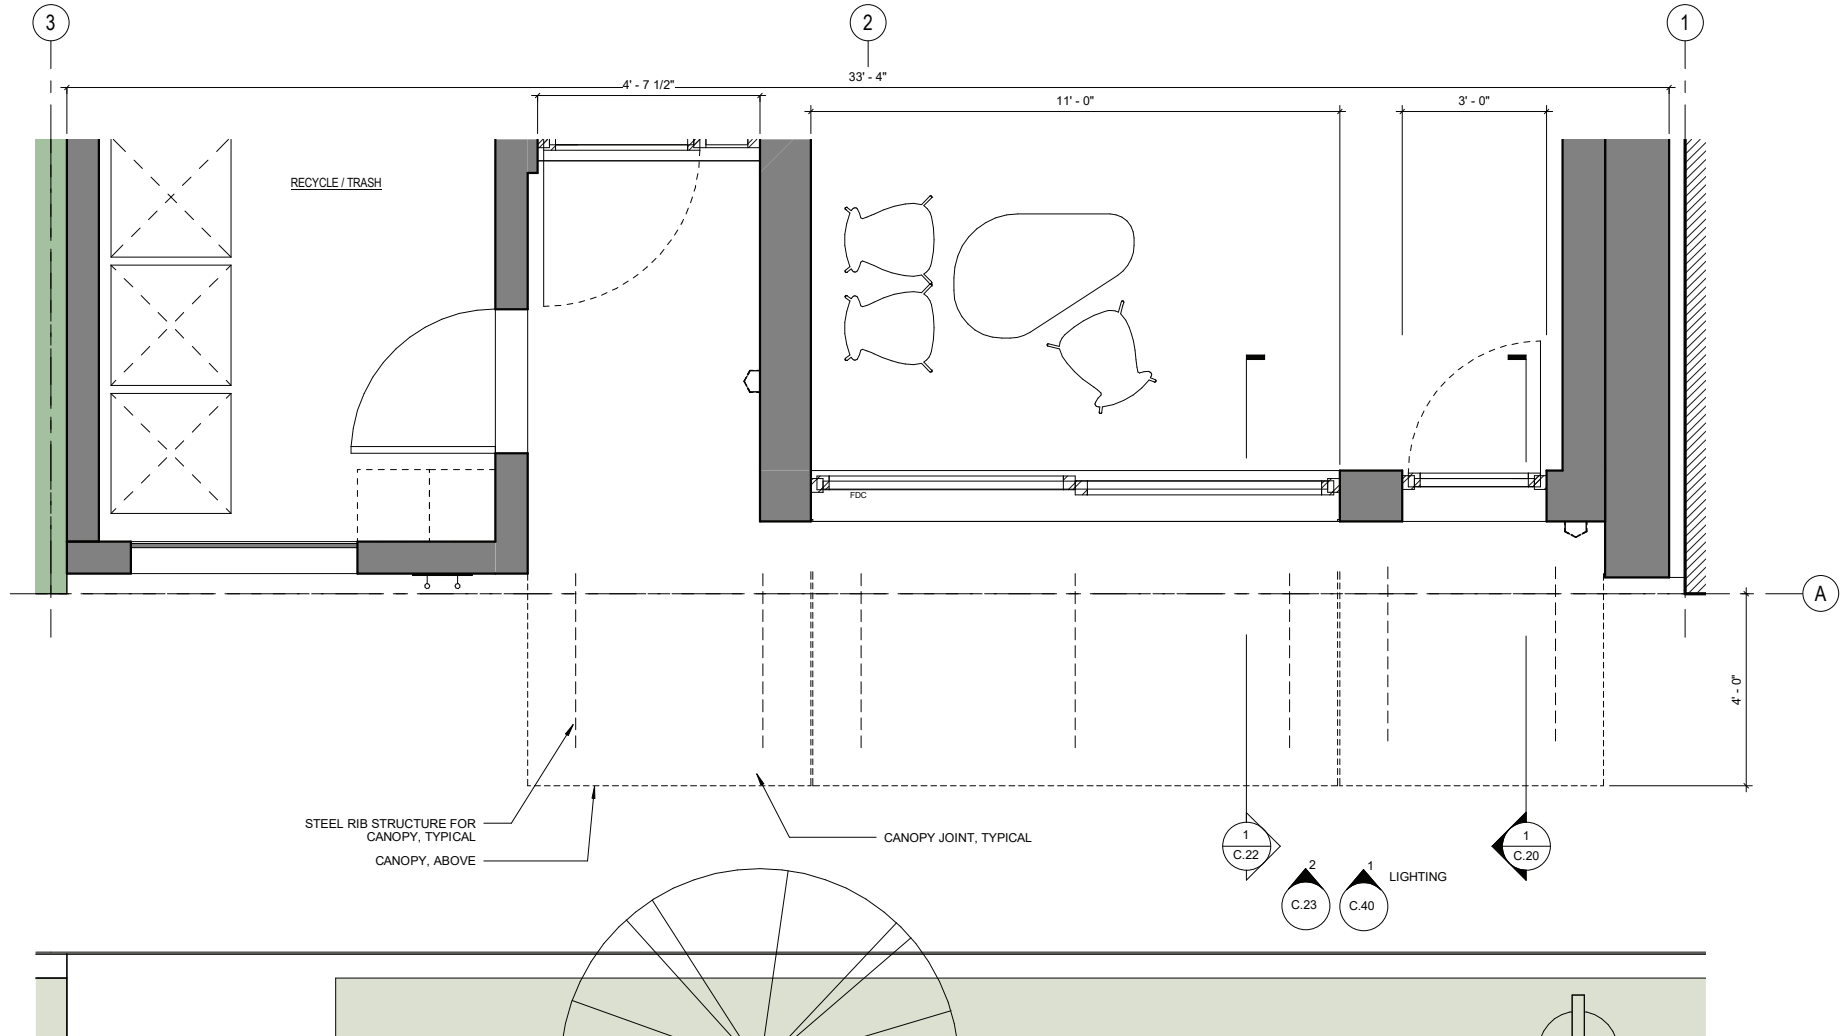 3
2
1
33' - 4"
4' - 7 1/2"
11' - 0"
3' - 0"
RECYCLE / TRASH
FDC
A
4' - 0"
STEEL RIB STRUCTURE FOR
CANOPY, TYPICAL
CANOPY, ABOVE
CANOPY JOINT, TYPICAL
1
C.22
1
C.20
2
C.23
1
C.40
LIGHTING